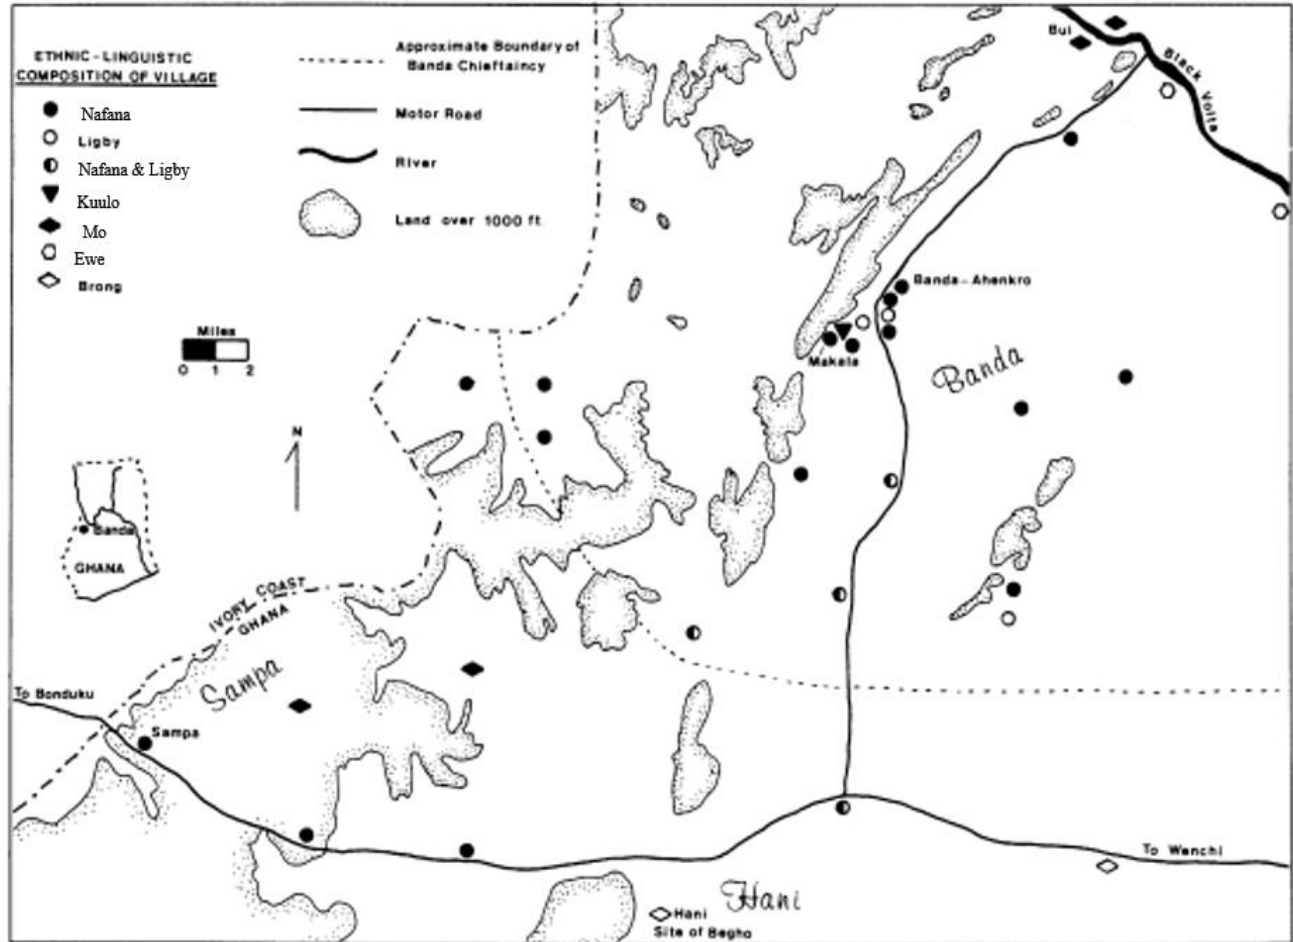 ETHNIC-LINGUISTIC
COMPOSITION OF VILLAGE
Nafana
Ligby
Nafana & Ligby
Kuulo
Mo
Ewe
Brong
Approximate Boundary of
Banda Chieftaincy
Motor Road
River
Land over 1000 ft
Miles
0 1 2
N
Banda
GHANA
IVORY COAST
GHANA
Bui
Black Volta
Banda-Ahenkro
Makala
Banda
To Bonduku
Sampa
Sampa
To Wenchi
Hani
Hani
Site of Begho